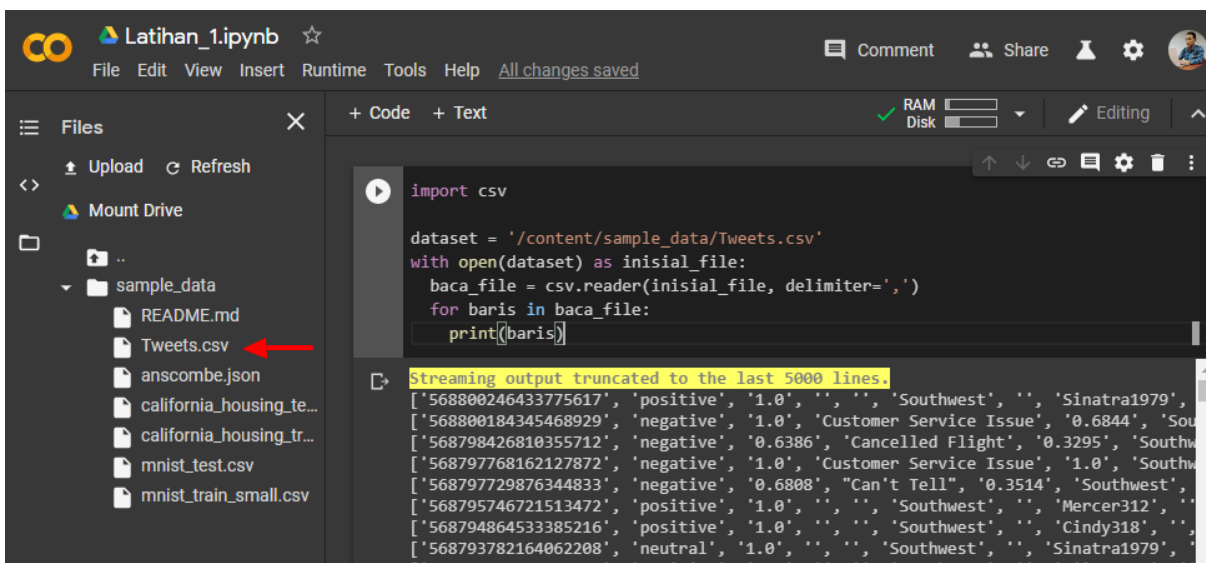 Latihan_1.ipynb
File Edit View Insert Runtime Tools Help All changes saved
Comment Share
Files
Upload Refresh
Mount Drive
..
sample_data
README.md
Tweets.csv
anscombe.json
california_housing_te...
california_housing_tr...
mnist_test.csv
mnist_train_small.csv
+ Code + Text
RAM
Disk
Editing
import csv
dataset = '/content/sample_data/Tweets.csv'
with open(dataset) as inisial_file:
baca_file = csv.reader(inisial_file, delimiter=',')
for baris in baca_file:
print(baris)
Streaming output truncated to the last 5000 lines.
['568800246433775617', 'positive', '1.0', '', '', 'Southwest', '', 'Sinatra1979',
['568800184345468929', 'negative', '1.0', 'Customer Service Issue', '0.6844', 'Sou
['568798426810355712', 'negative', '0.6386', 'Cancelled Flight', '0.3295', 'Southw
['568797768162127872', 'negative', '1.0', 'Customer Service Issue', '1.0', 'Southw
['568797729876344833', 'negative', '0.6808', "Can't Tell", '0.3514', 'Southwest',
['568795746721513472', 'positive', '1.0', '', '', 'Southwest', '', 'Mercer312', ''
['568794864533385216', 'positive', '1.0', '', '', 'Southwest', '', 'Cindy318', '',
['568793782164062208', 'neutral', '1.0', '', '', 'Southwest', '', 'Sinatra1979', '